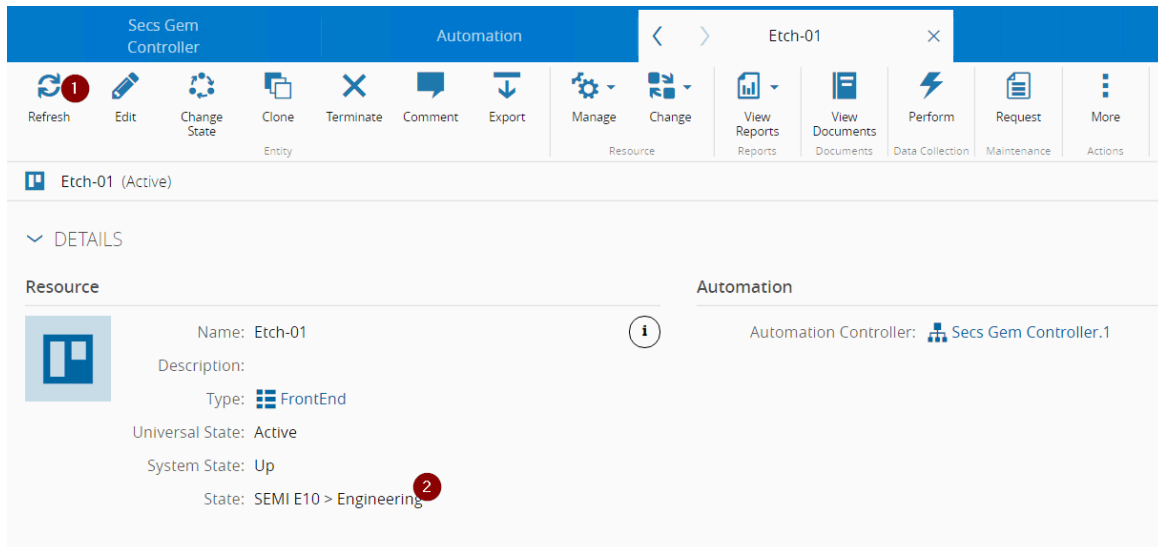 Secs Gem
Controller
Automation
Etch-01
1
Refresh
Edit
Change
State
Clone
Terminate
Comment
Export
Manage
Change
View
Reports
View
Documents
Perform
Request
More
Entity
Resource
Reports
Documents
Data Collection
Maintenance
Actions
Etch-01 (Active)
DETAILS
Resource
Automation
Name: Etch-01
i
Automation Controller: Secs Gem Controller.1
Description:
Type: FrontEnd
Universal State: Active
System State: Up
State: SEMI E10 > Engineering
2